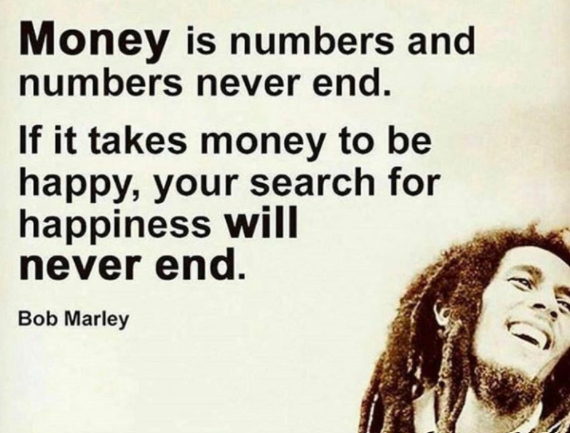 Money is numbers and
numbers never end.
If it takes money to be
happy, your search for
happiness will
never end.
Bob Marley